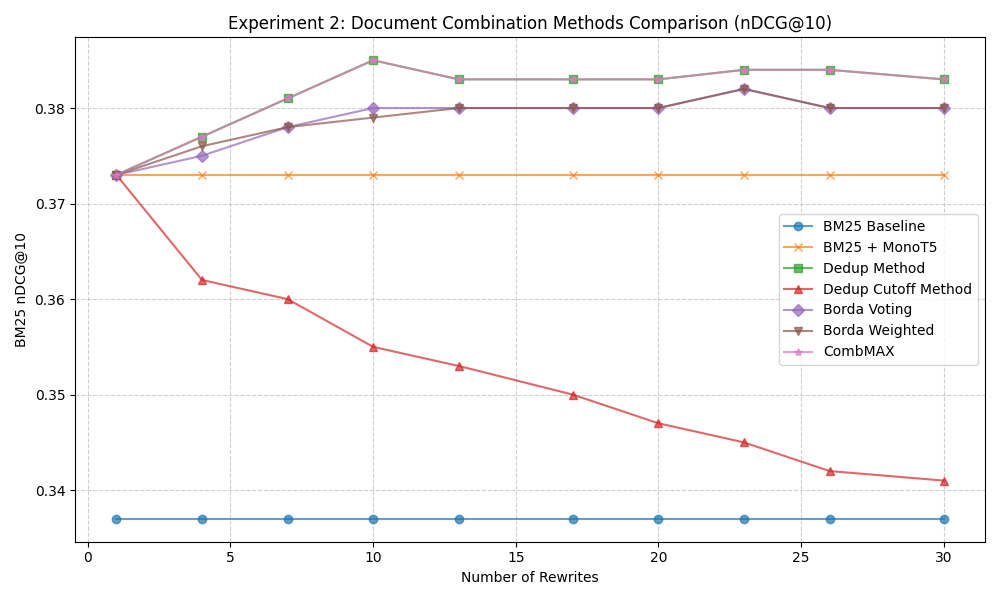 Experiment 2: Document Combination Methods Comparison (nDCG@10)
BM25 nDCG@10
0.38
0.37
0.36
0.35
0.34
BM25 Baseline
BM25 + MonoT5
Dedup Method
Dedup Cutoff Method
Borda Voting
Borda Weighted
CombMAX
0 5 10 15 20 25 30
Number of Rewrites